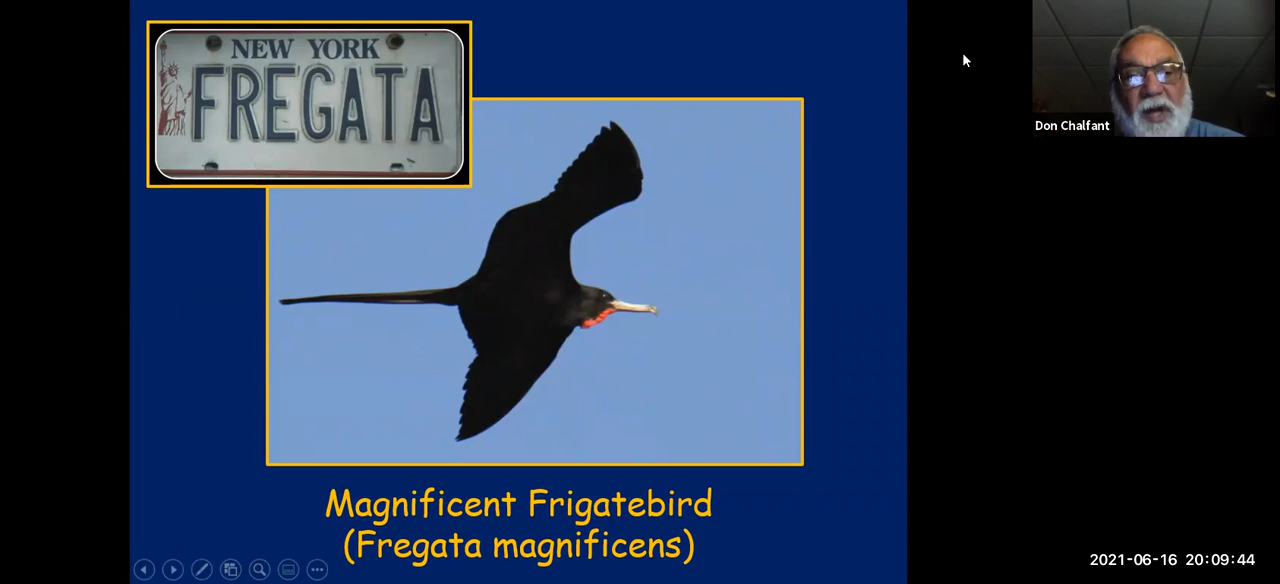 NEW YORK
FREGATA
Don Chalfant
Magnificent Frigatebird
(Fregata magnificens)
2021-06-16 20:09:44